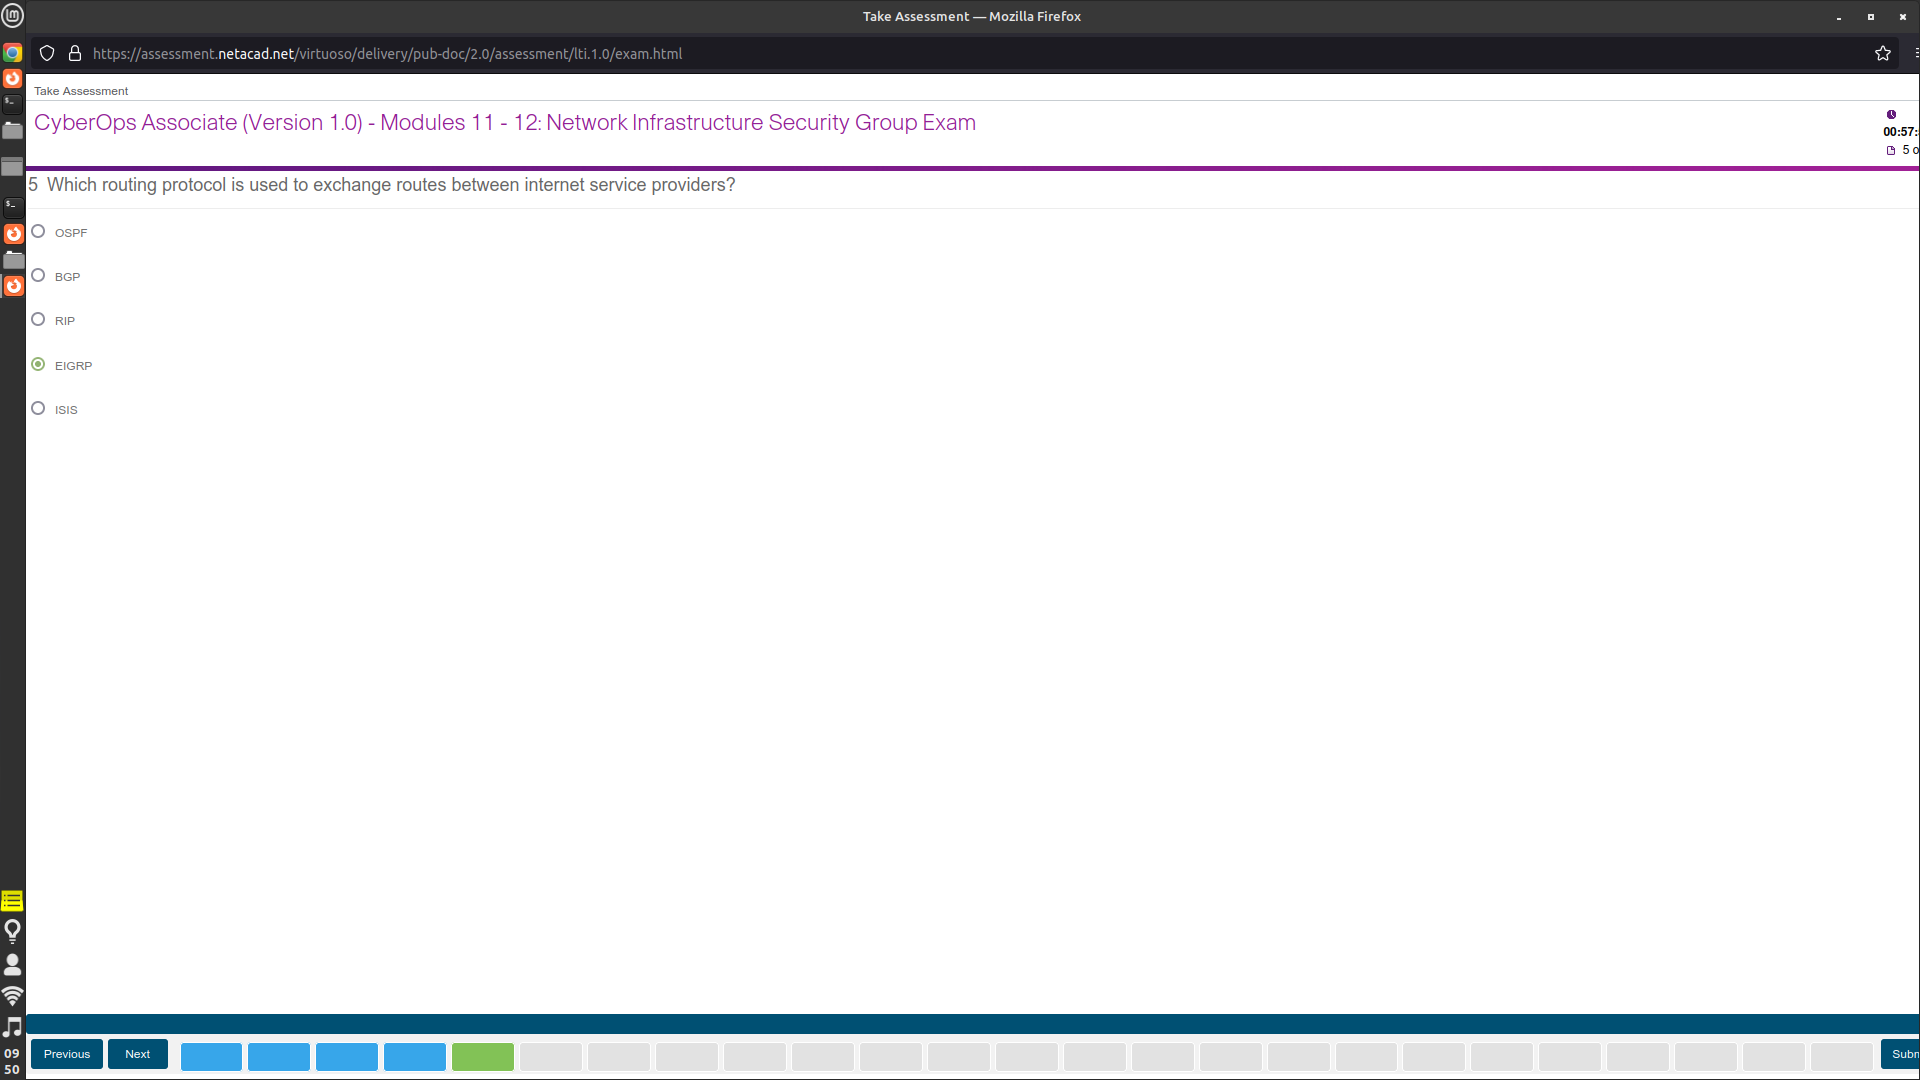 Take Assessment — Mozilla Firefox
https://assessment.netacad.net/virtuoso/delivery/pub-doc/2.0/assessment/lti.1.0/exam.html
Take Assessment
CyberOps Associate (Version 1.0) - Modules 11 - 12: Network Infrastructure Security Group Exam
00:57:
5 o
5 Which routing protocol is used to exchange routes between internet service providers?
OSPF
BGP
RIP
EIGRP
ISIS
Previous
Next
Subm
09
50